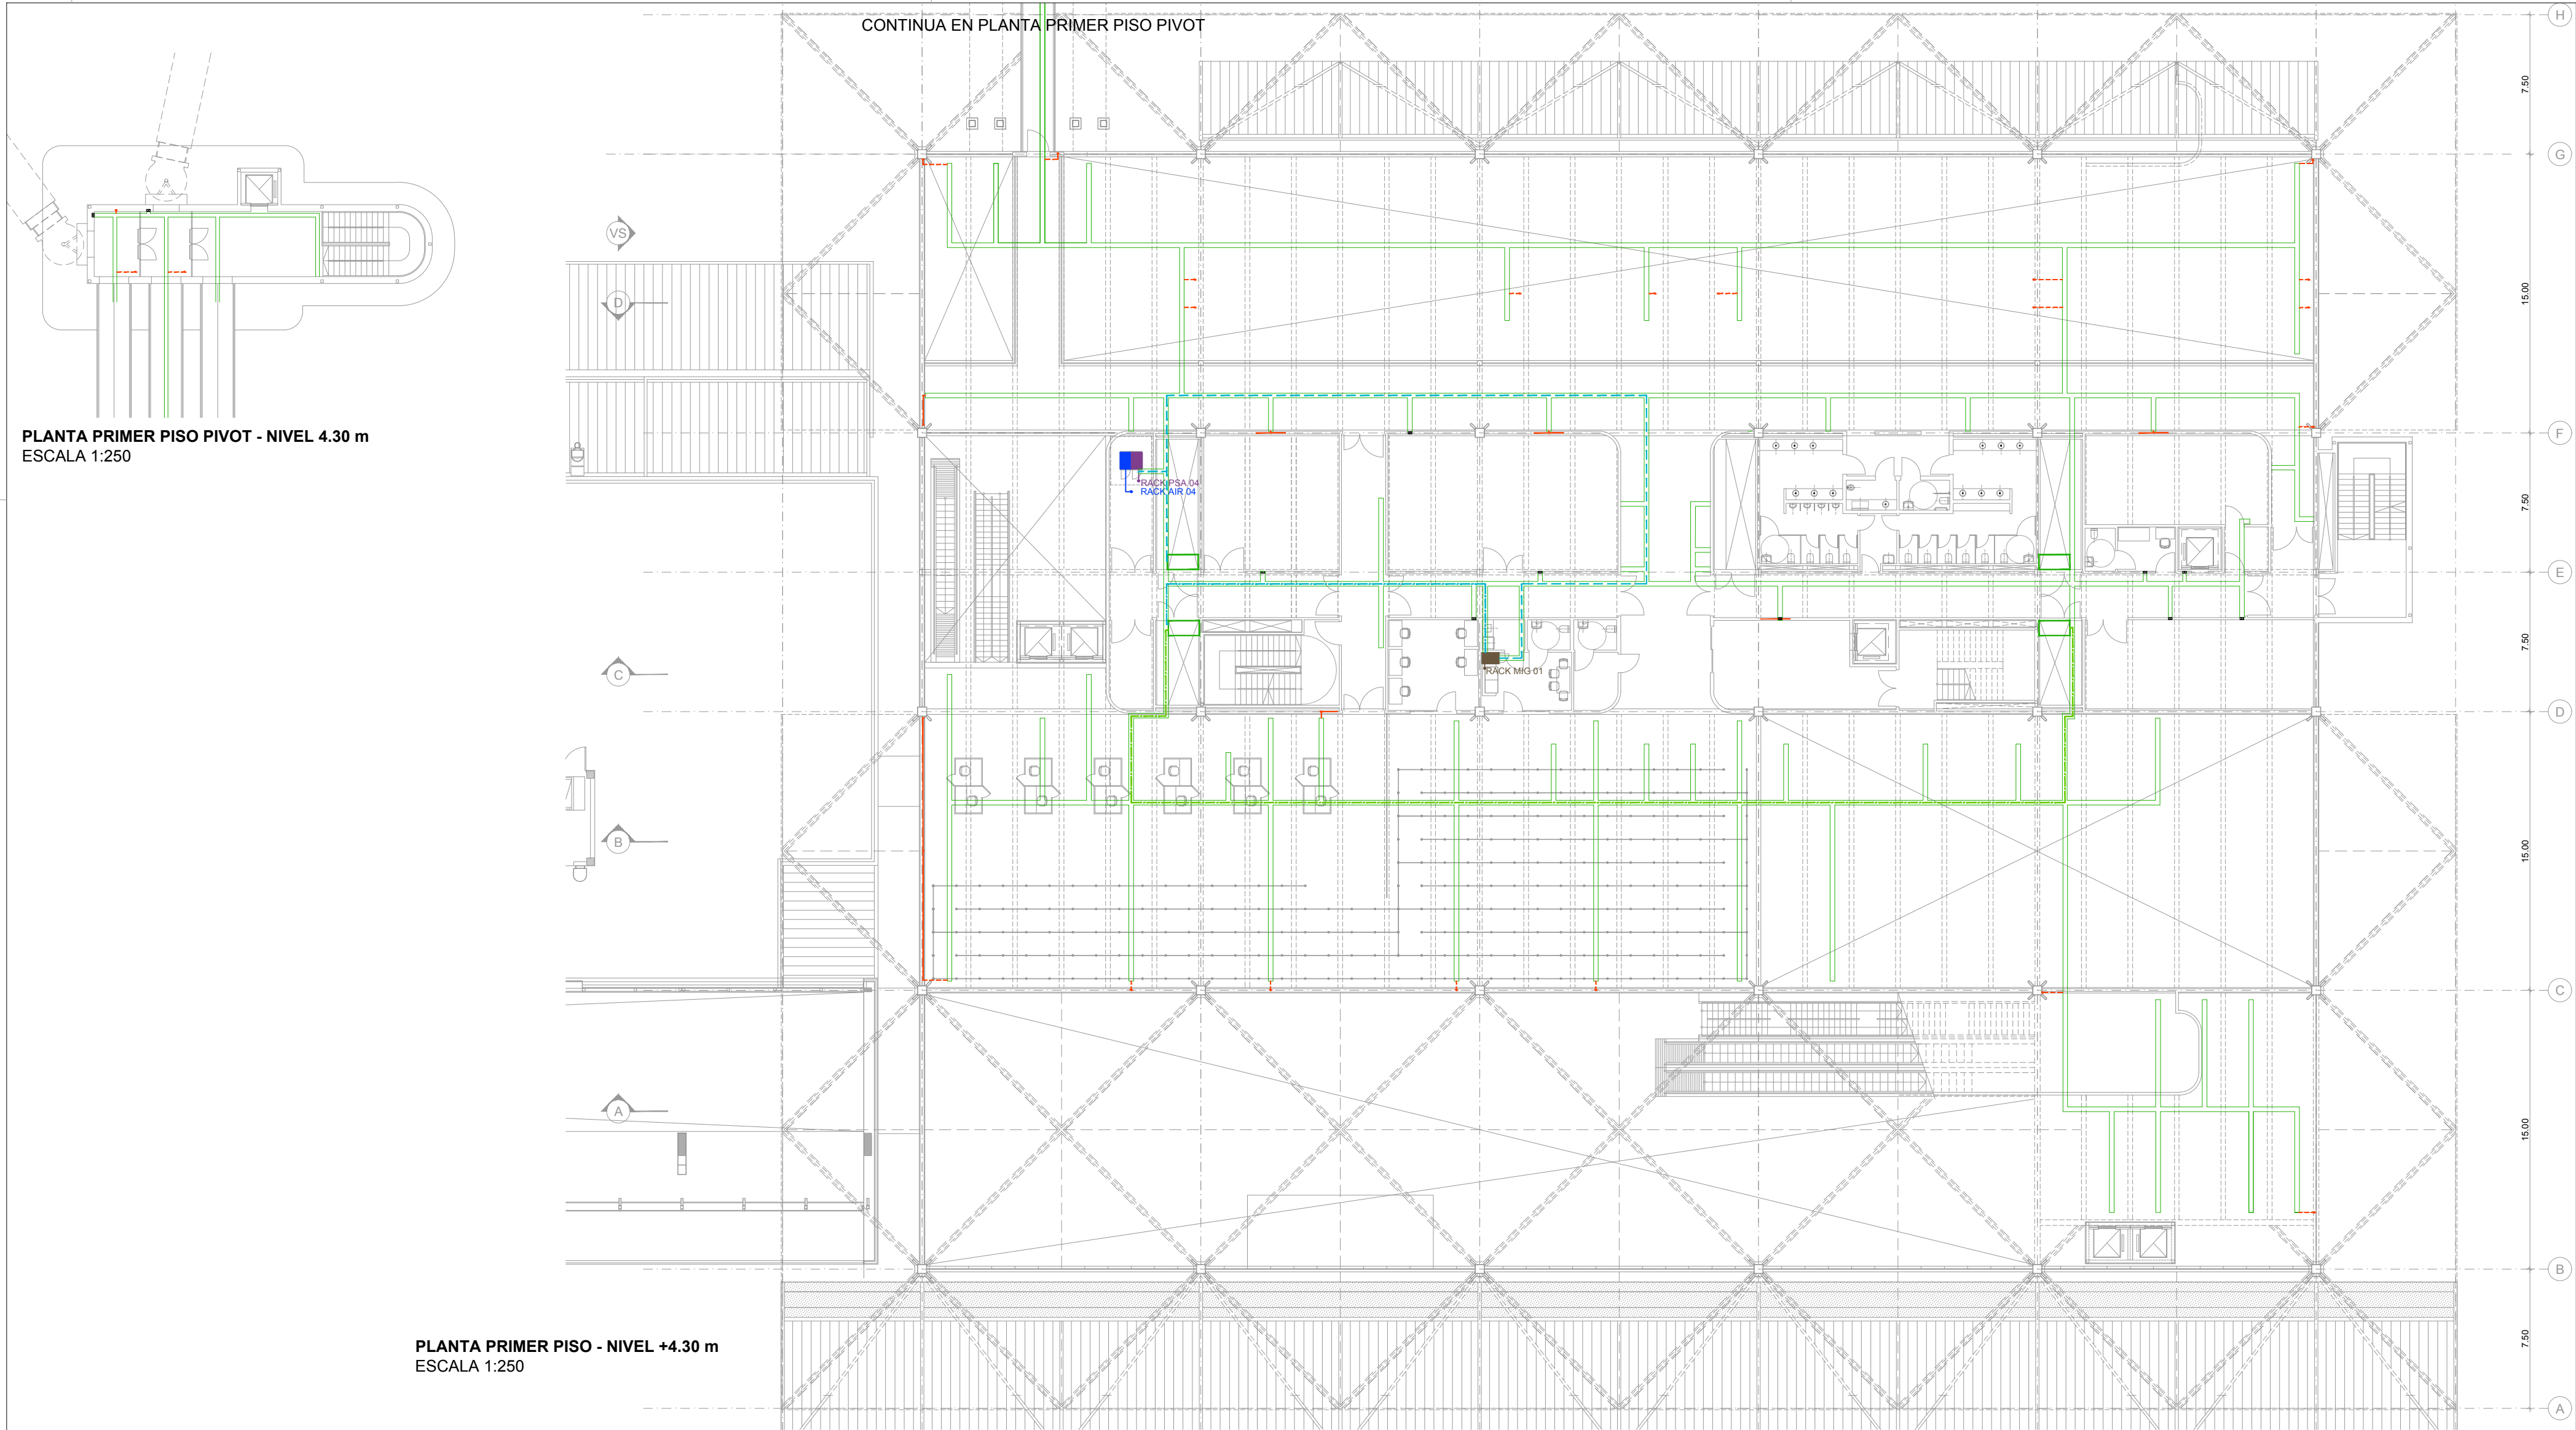 CONTINUA EN PLANTA PRIMER PISO PIVOT
H
7.50
G
VS
D
15.00
PLANTA PRIMER PISO PIVOT - NIVEL 4.30 m
ESCALA 1:250
F
RACK PSA 04
RACK AIR 04
7.50
E
7.50
RACK MIG 01
C
D
B
15.00
C
A
15.00
B
PLANTA PRIMER PISO - NIVEL +4.30 m
ESCALA 1:250
7.50
A